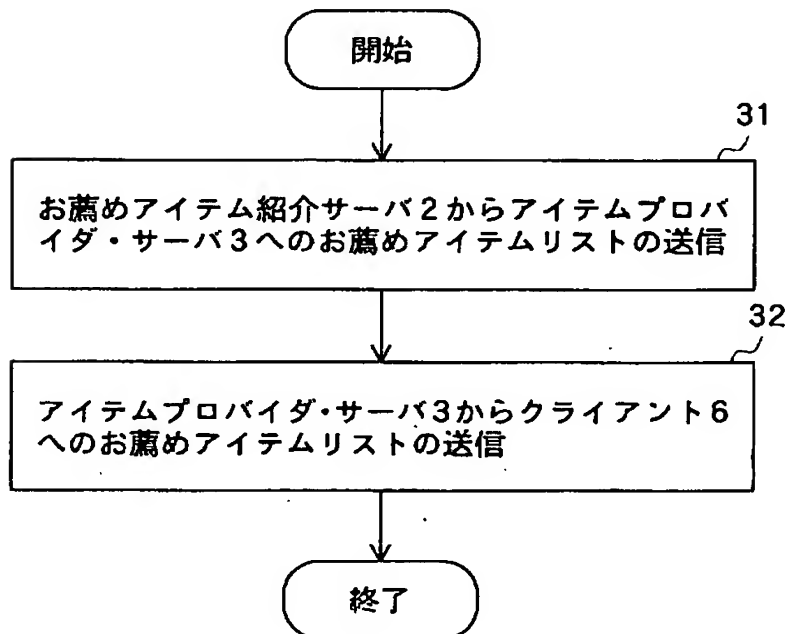 開始
31
お薦めアイテム紹介サーバ2からアイテムプロバ
イダ・サーバ3へのお薦めアイテムリストの送信
32
アイテムプロバイダ・サーバ3からクライアント6
へのお薦めアイテムリストの送信
終了